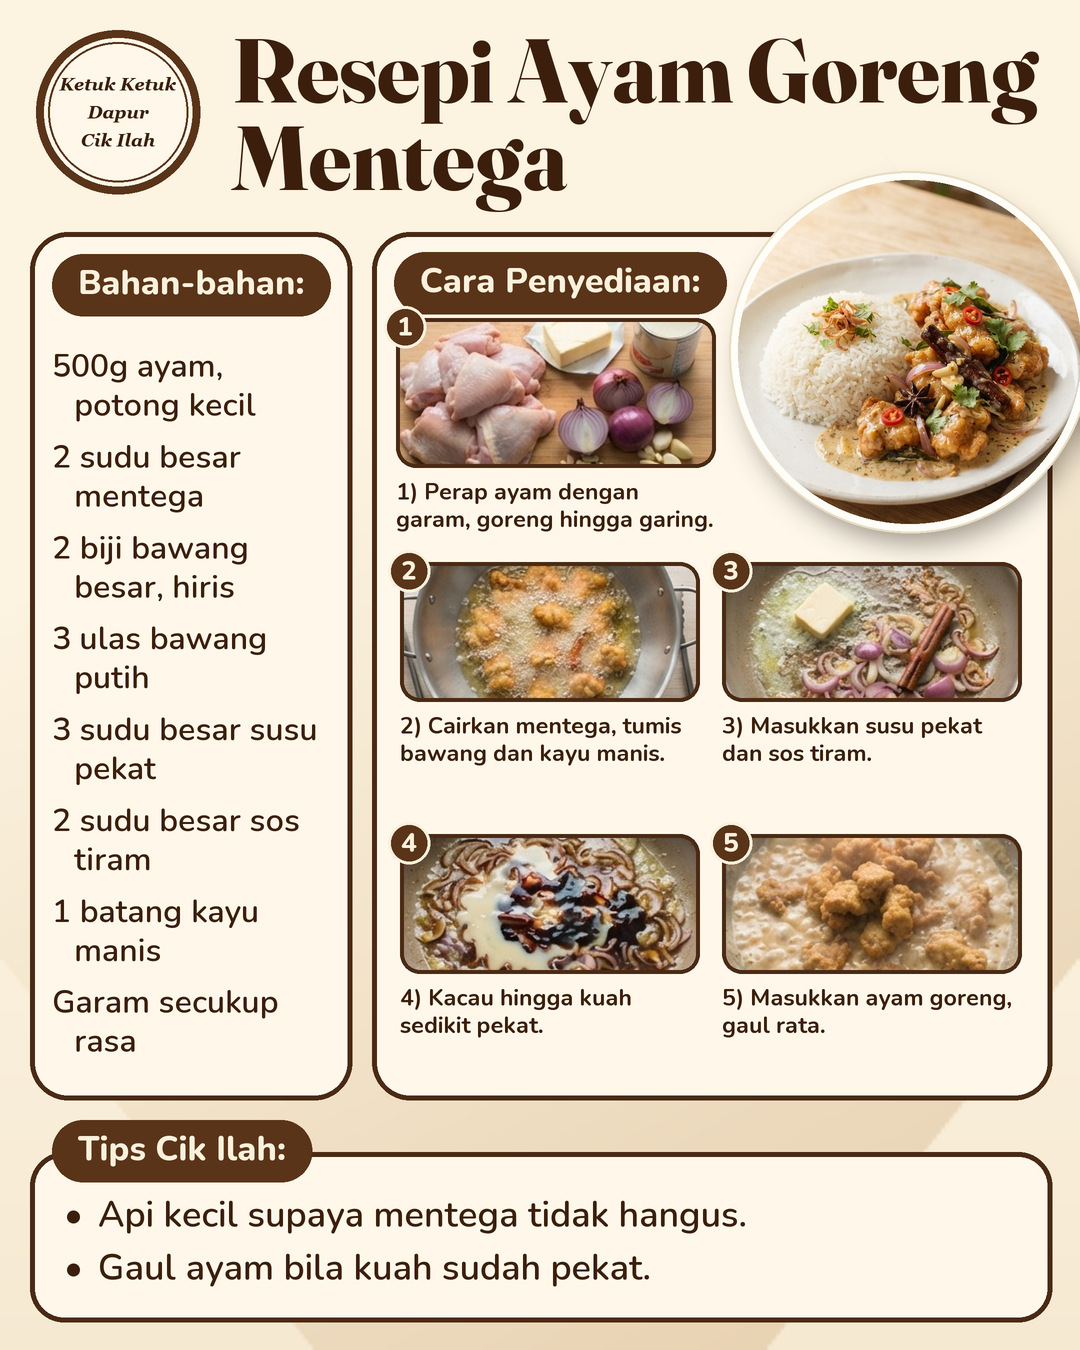 Ketuk Ketuk
Dapur
Cik Ilah
Resepi Ayam Goreng
Mentega
Bahan-bahan:
500g ayam,
potong kecil
2 sudu besar
mentega
2 biji bawang
besar, hiris
3 ulas bawang
putih
3 sudu besar susu
pekat
2 sudu besar sos
tiram
1 batang kayu
manis
Garam secukup
rasa
Cara Penyediaan:
1
1) Perap ayam dengan
garam, goreng hingga garing.
2
2) Cairkan mentega, tumis
bawang dan kayu manis.
3
3) Masukkan susu pekat
dan sos tiram.
4
4) Kacau hingga kuah
sedikit pekat.
5
5) Masukkan ayam goreng,
gaul rata.
Tips Cik Ilah:
• Api kecil supaya mentega tidak hangus.
• Gaul ayam bila kuah sudah pekat.